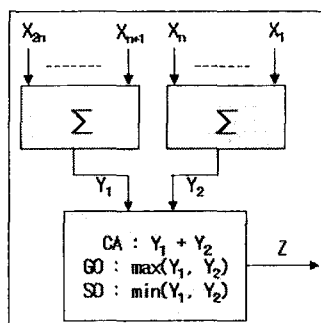 X2n Xn+1 Xn X1
Σ Σ
Y1 Y2
CA : Y1 + Y2
GO : max(Y1, Y2)
SO : min(Y1, Y2)
Z